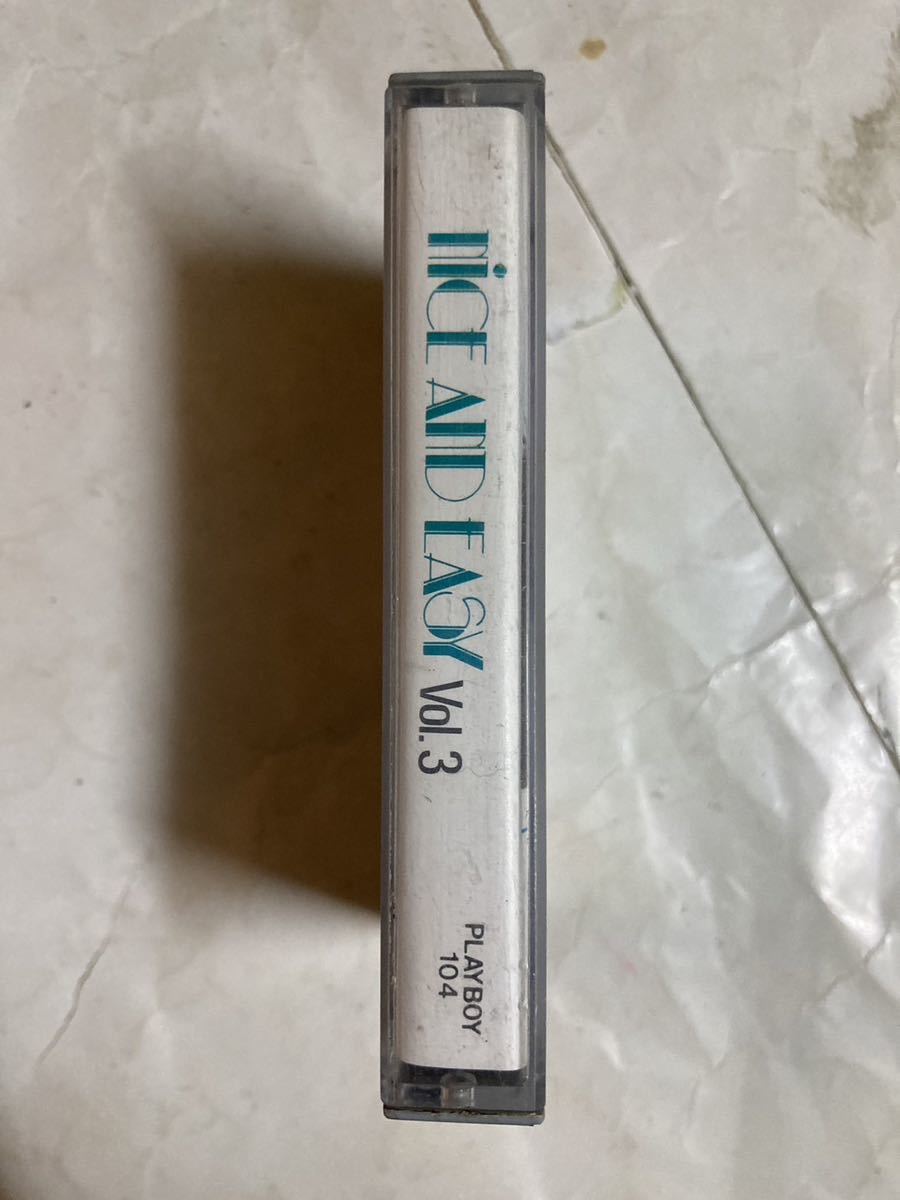 nICE AND EASY Vol. 3
PLAYBOY
104